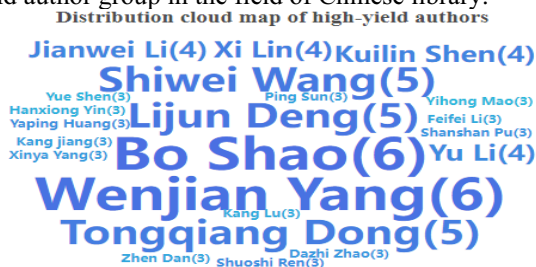 d author group in the field of Chinese library.
Distribution cloud map of high-yield authors
Jianwei Li(4) Xi Lin(4) Kuilin Shen(4)
Shiwei Wang(5)
Yue Shen(3) Ping Sun(3) Yihong Mao(3)
Hanxiong Yin(3)
Yaping Huang(3) Lijun Deng(5) Feifei Li(3)
Shanshan Pu(3)
Kang jiang(3)
Xinya Yang(3) Bo Shao(6) Yu Li(4)
Wenjian Yang(6)
Kang Lu(3)
Tongqiang Dong(5)
Zhen Dan(3) Shuoshi Ren(3) Dazhi Zhao(3)